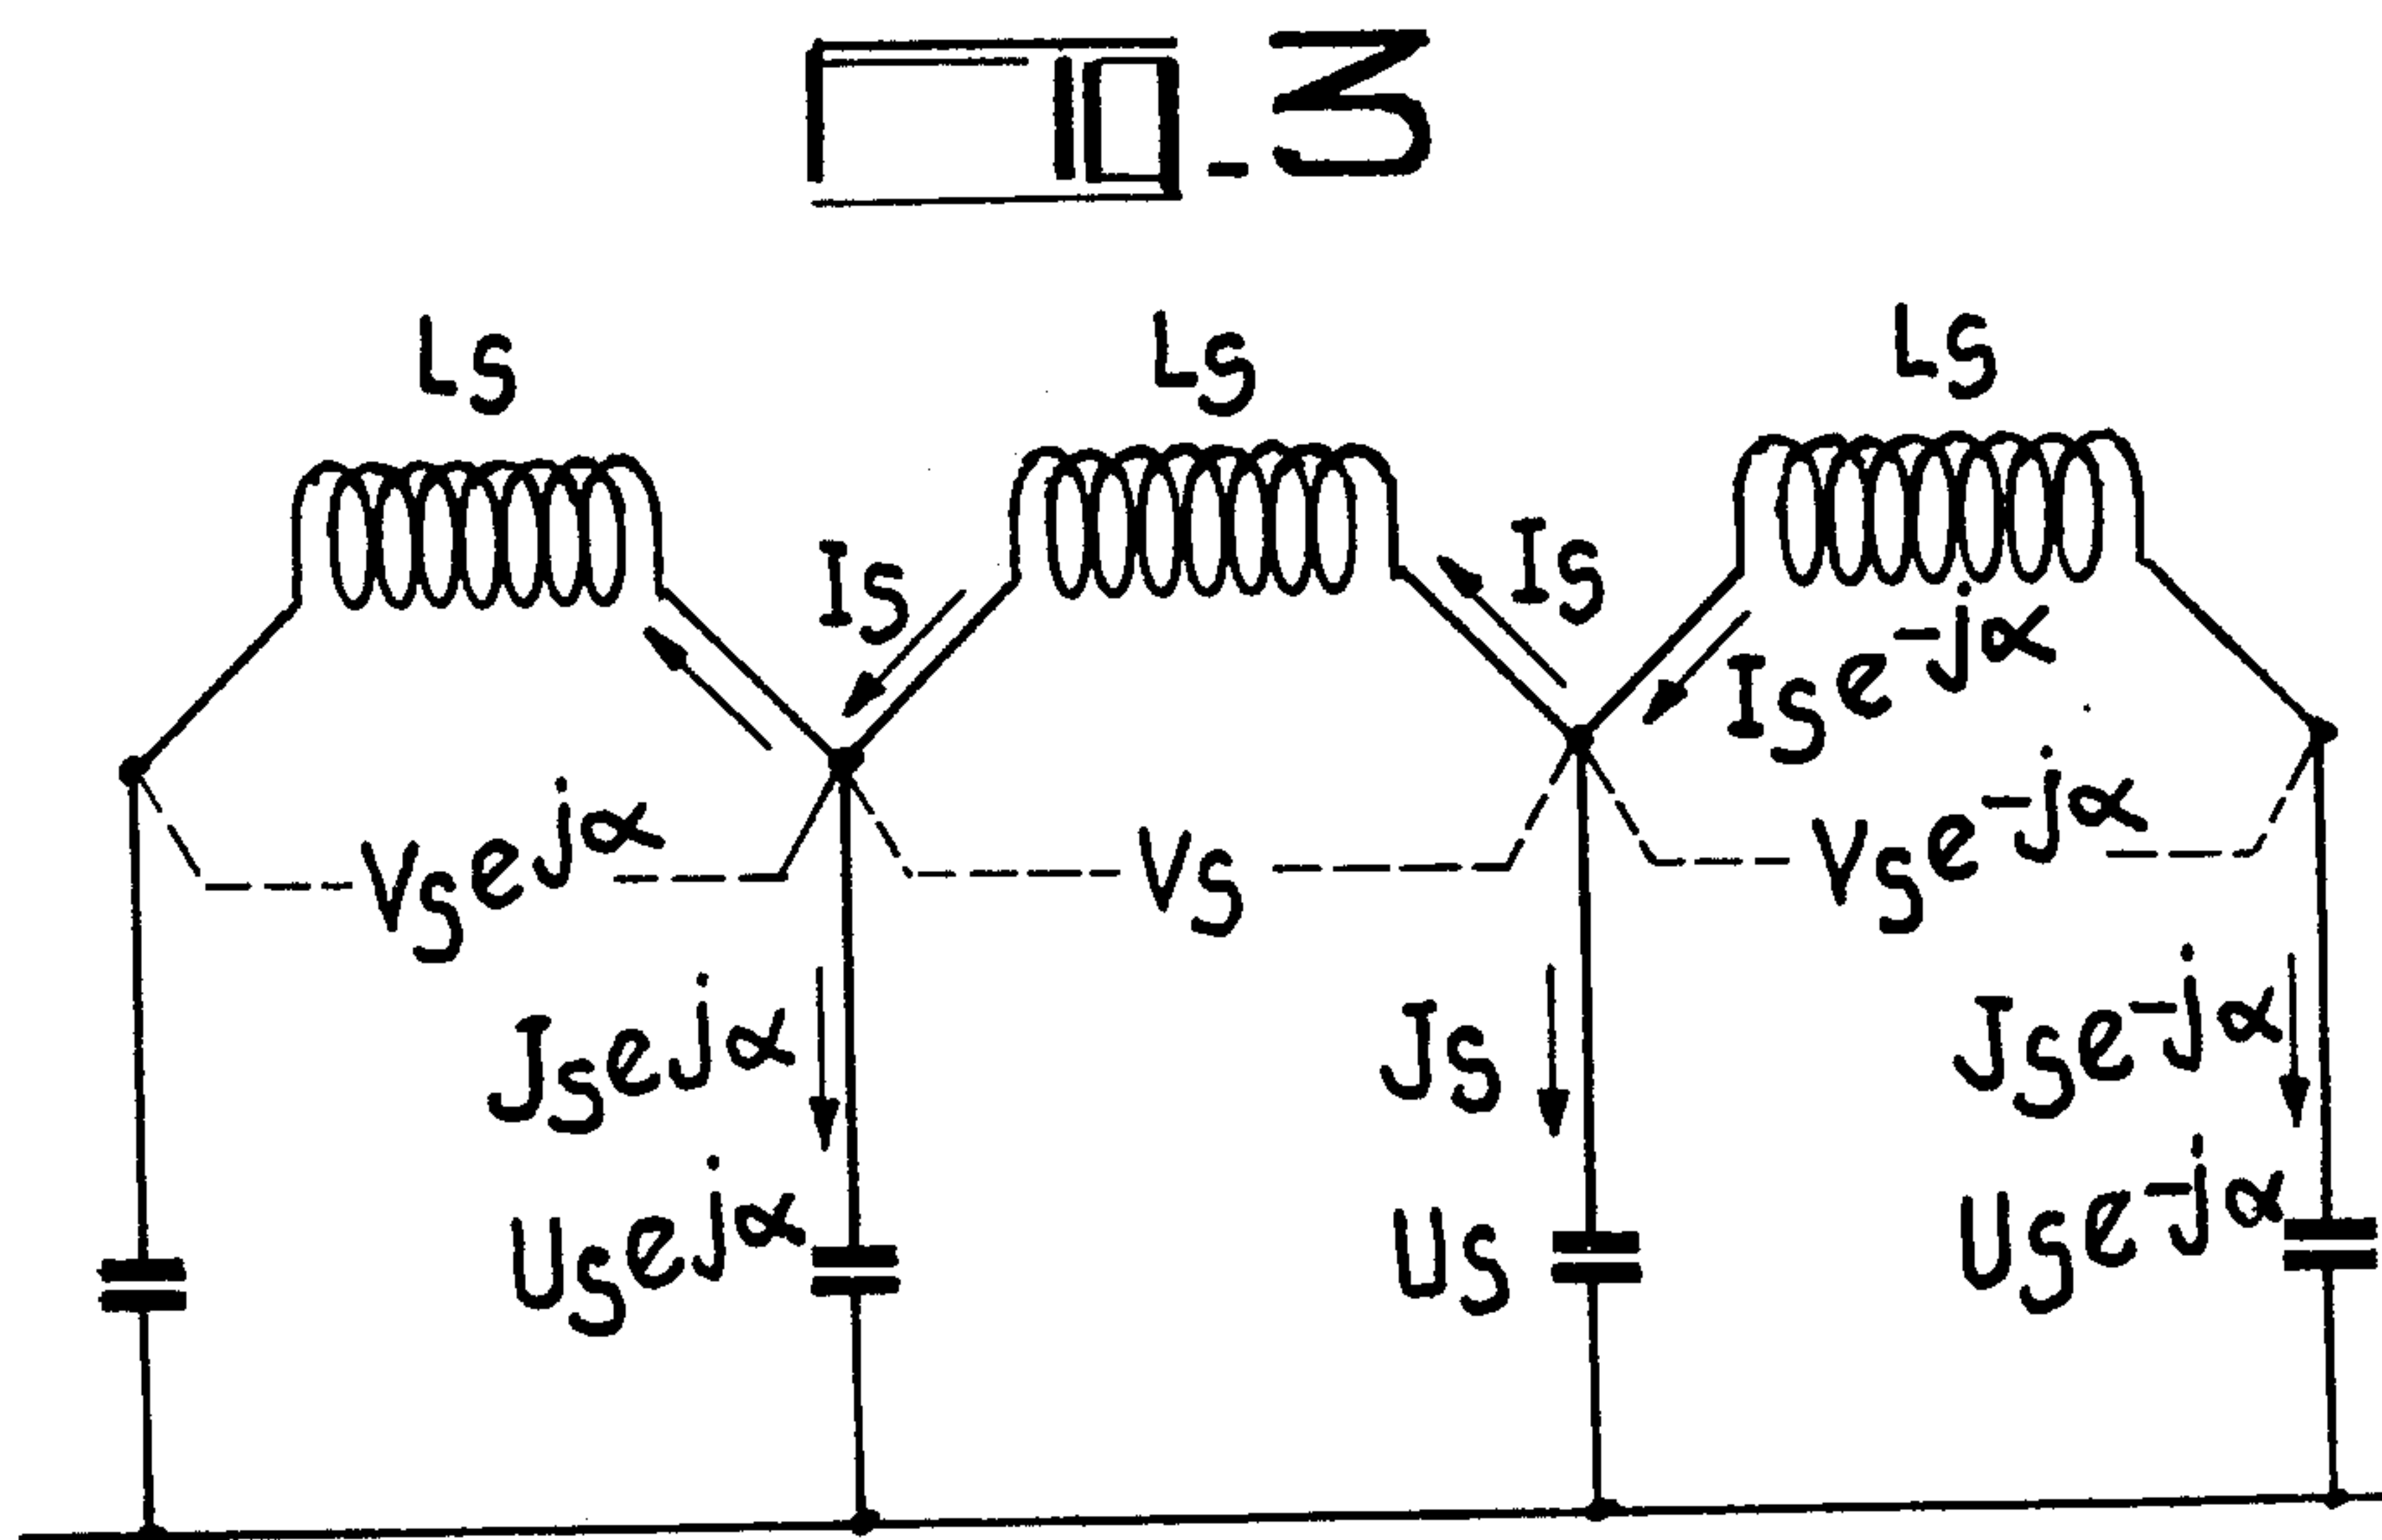 FIG.3
LS LS LS
IS IS
ISe-jα
VSejα VS VSe-jα
JSejα JS JSe-jα
USejα US USe-jα